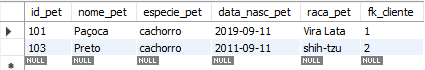 id_pet nome_pet especie_pet data_nasc_pet raca_pet fk_cliente
101 Paçoca cachorro 2019-09-11 Vira Lata 1
103 Preto cachorro 2011-09-11 shih-tzu 2
NULL NULL NULL NULL NULL NULL